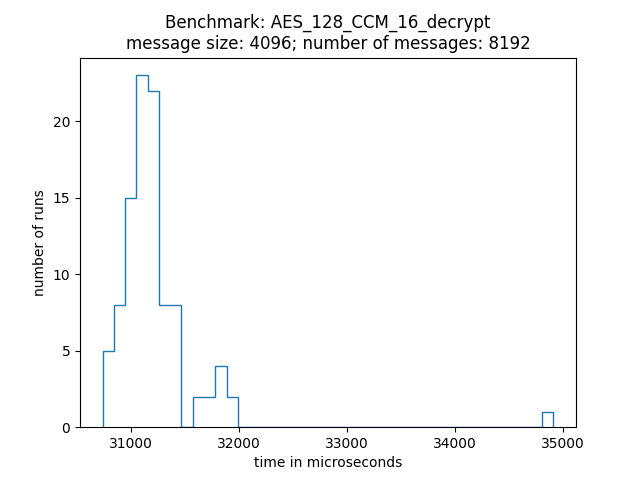 Benchmark: AES_128_CCM_16_decrypt
message size: 4096; number of messages: 8192
20
15
10
5
0
number of runs
31000 32000 33000 34000 35000
time in microseconds